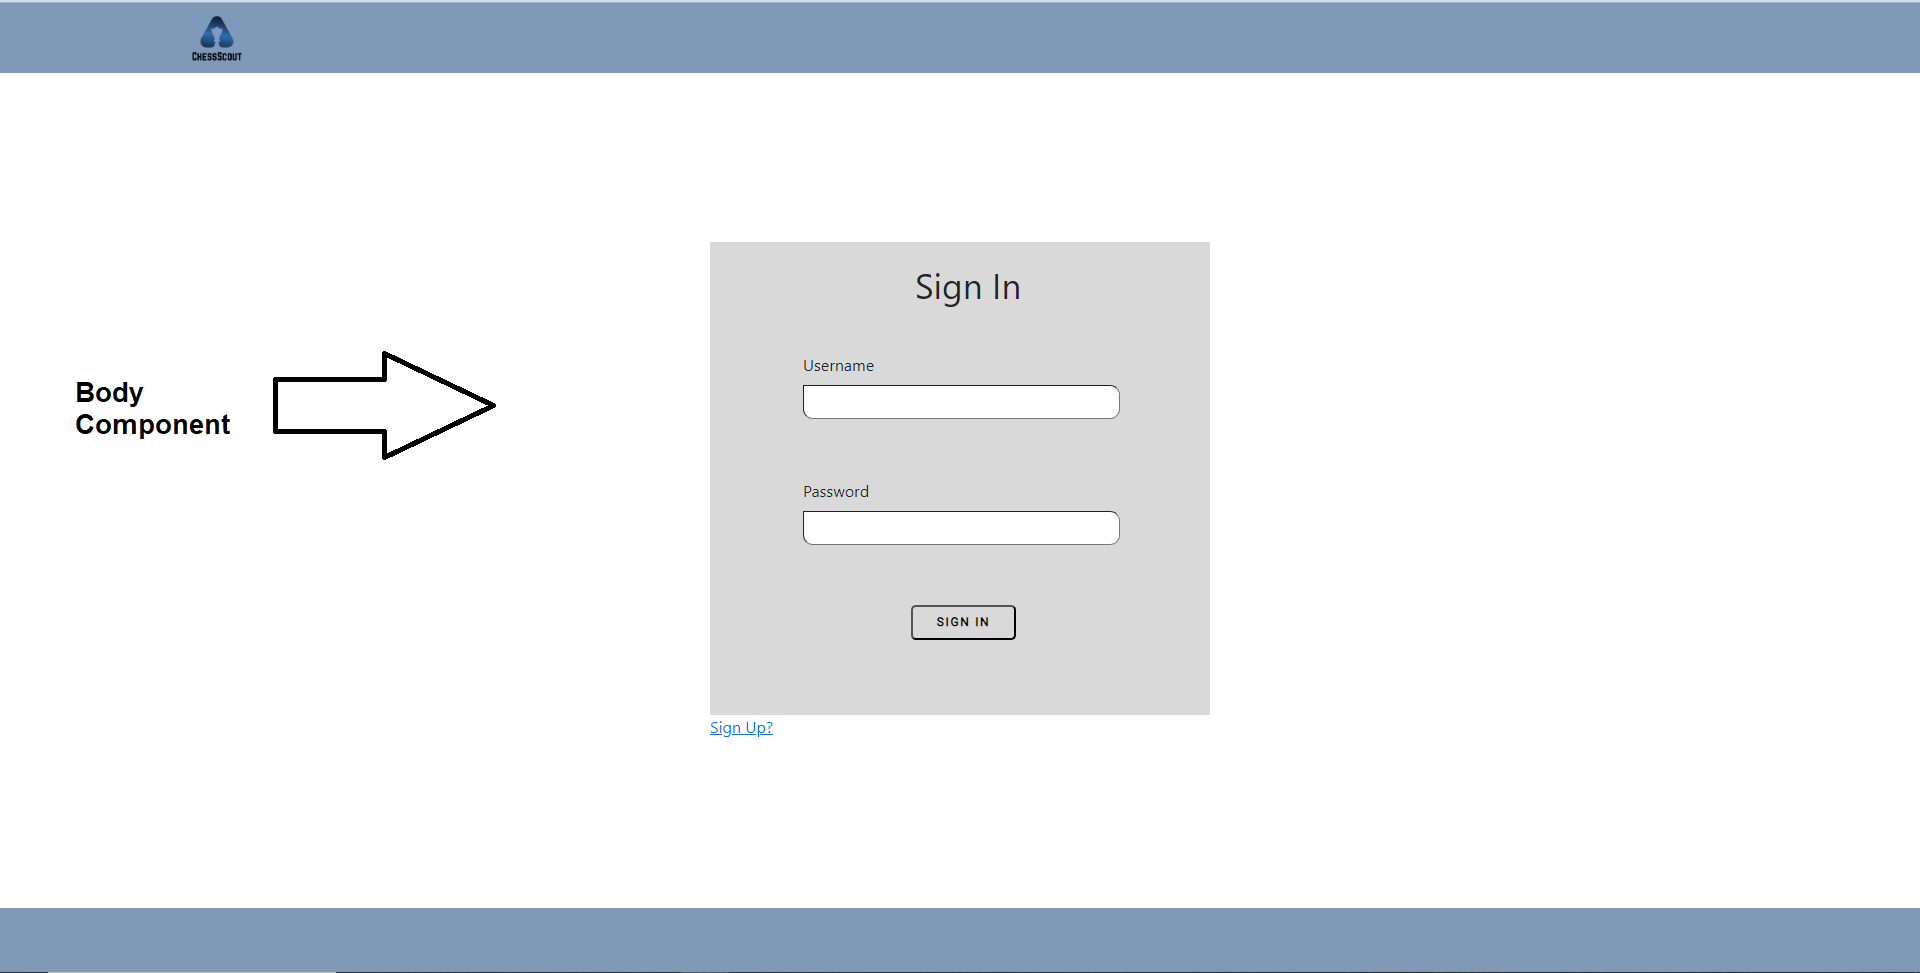 CHESSSCOUT
Sign In
Username
Body
Component
Password
SIGN IN
Sign Up?